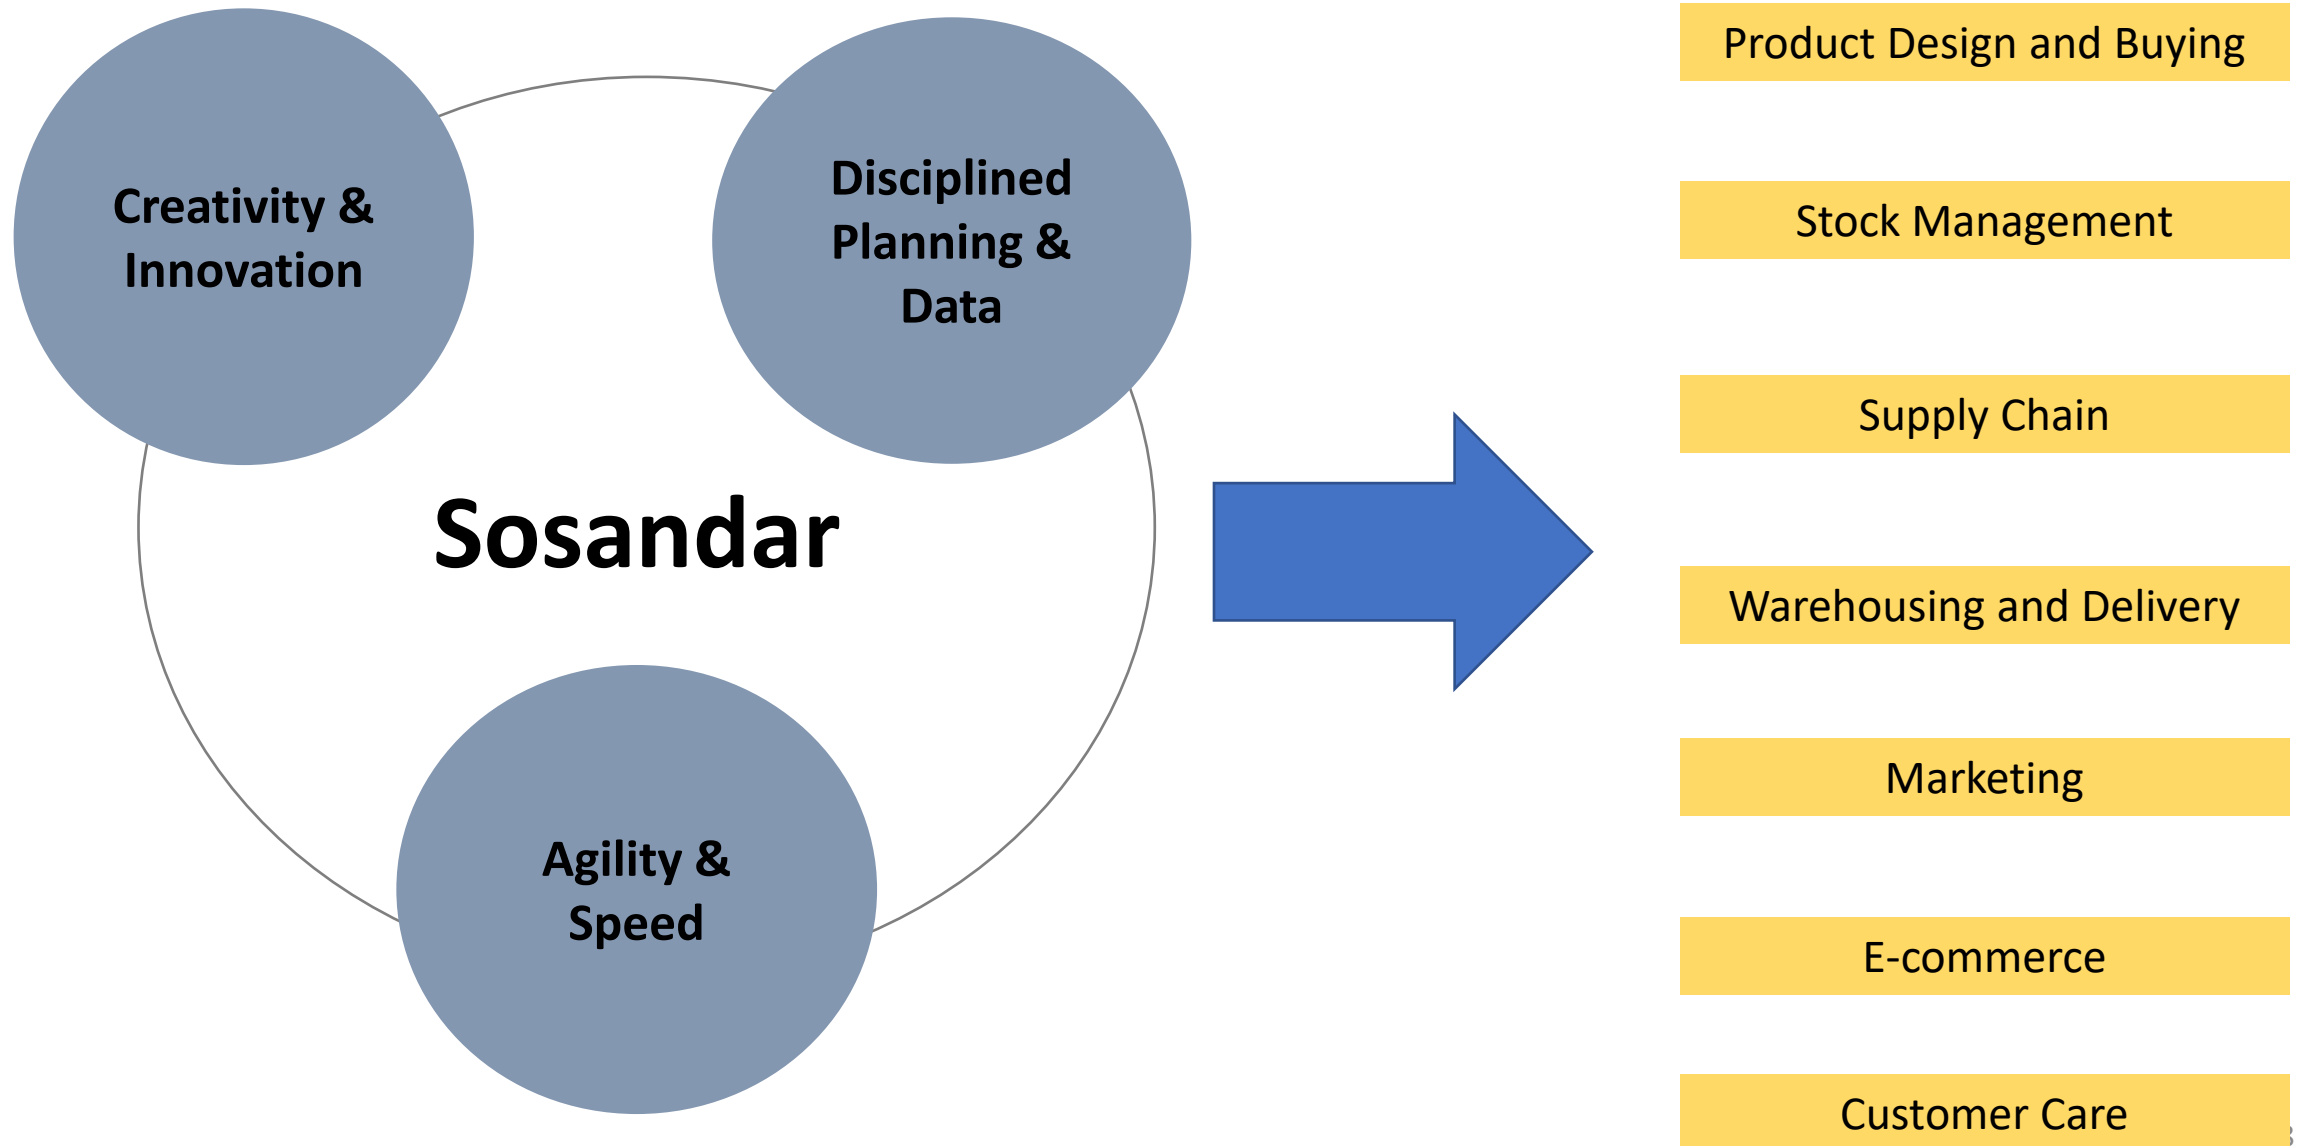 Creativity &
Innovation
Disciplined
Planning &
Data
Sosandar
Agility &
Speed
Product Design and Buying
Stock Management
Supply Chain
Warehousing and Delivery
Marketing
E-commerce
Customer Care